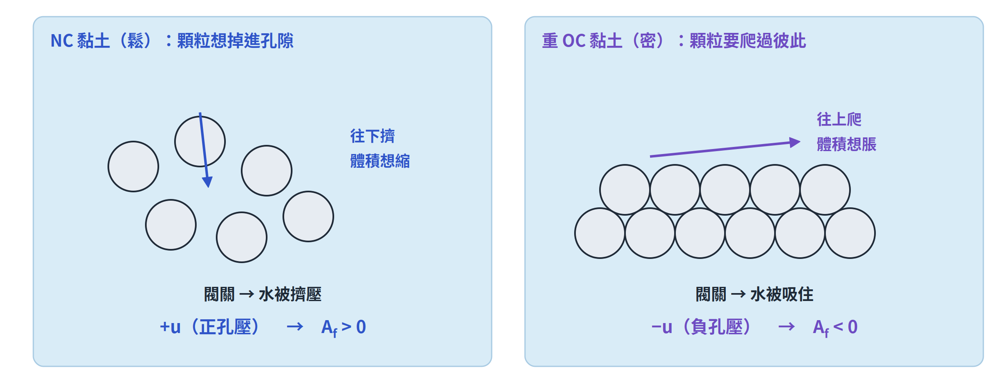 NC 黏土（鬆）：顆粒想掉進孔隙
往下擠
體積想縮
閥關 → 水被擠壓
+u（正孔壓） → Af > 0
重 OC 黏土（密）：顆粒要爬過彼此
往上爬
體積想脹
閥關 → 水被吸住
−u（負孔壓） → Af < 0